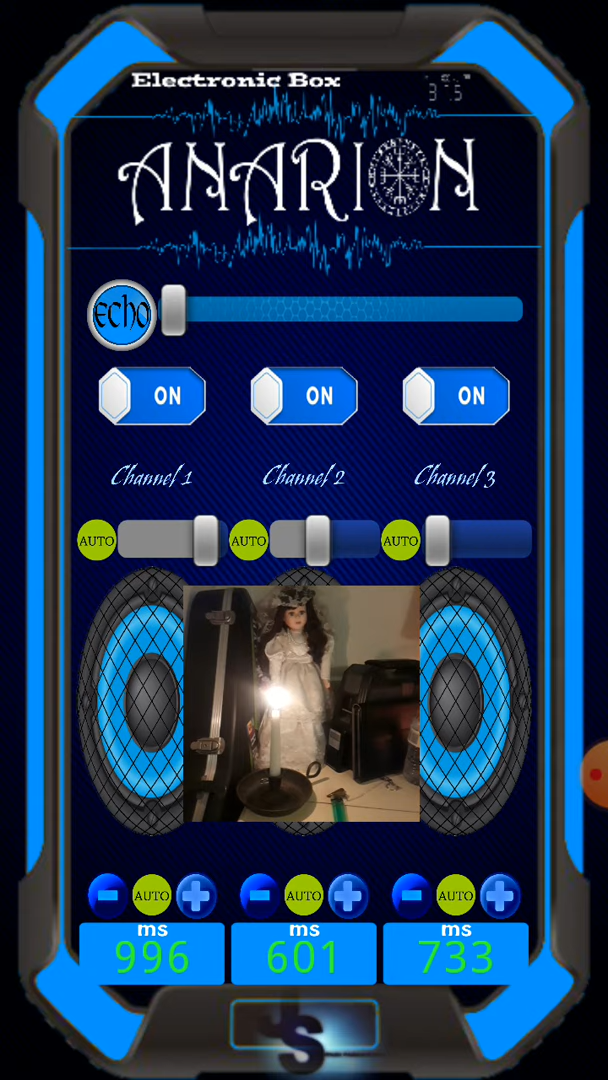 Electronic Box
ANARION
echo
ON ON ON
Channel 1 Channel 2 Channel 3
AUTO AUTO AUTO
- AUTO + - AUTO + - AUTO +
ms ms ms
996 601 733
JS